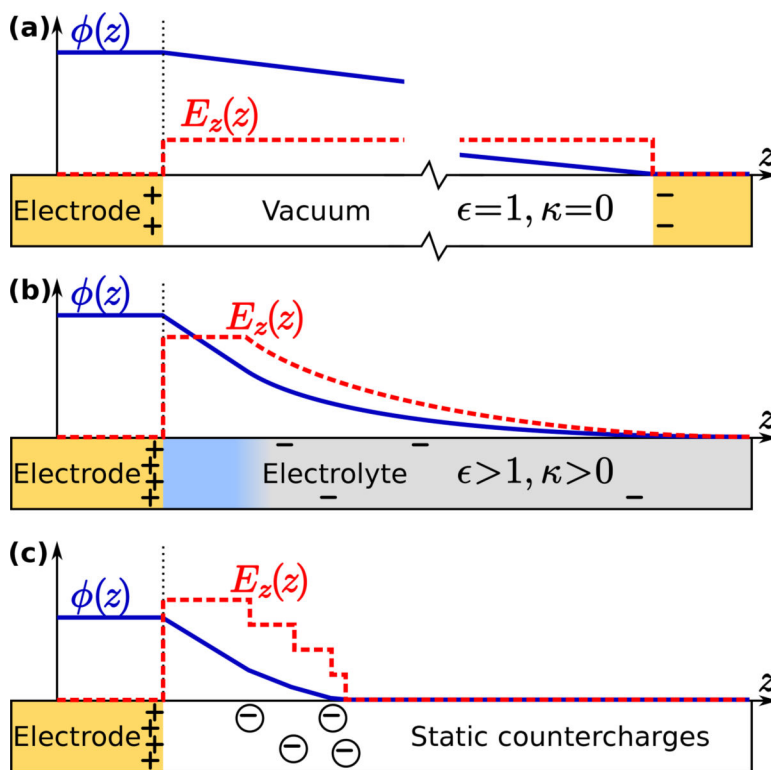 (a)
ϕ(z)
E_z(z)
z
Electrode + +
Vacuum
ϵ=1, κ=0
− −
(b)
ϕ(z)
E_z(z)
z
Electrode + + + + +
− − − −
Electrolyte
ϵ>1, κ>0
(c)
ϕ(z)
E_z(z)
z
Electrode + + + + +
− − − −
Static countercharges